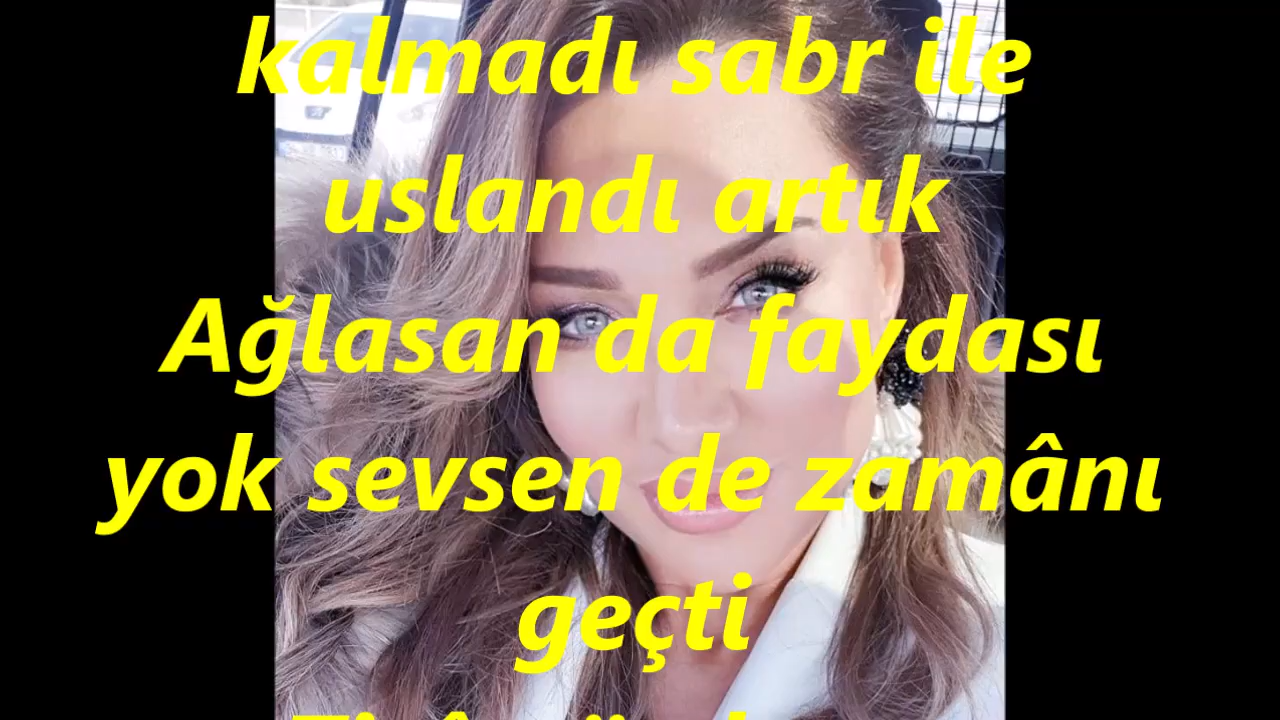 kalmadı sabr ile
uslandı artık
Ağlasan da faydası
yok sevsen de zamânı
geçti